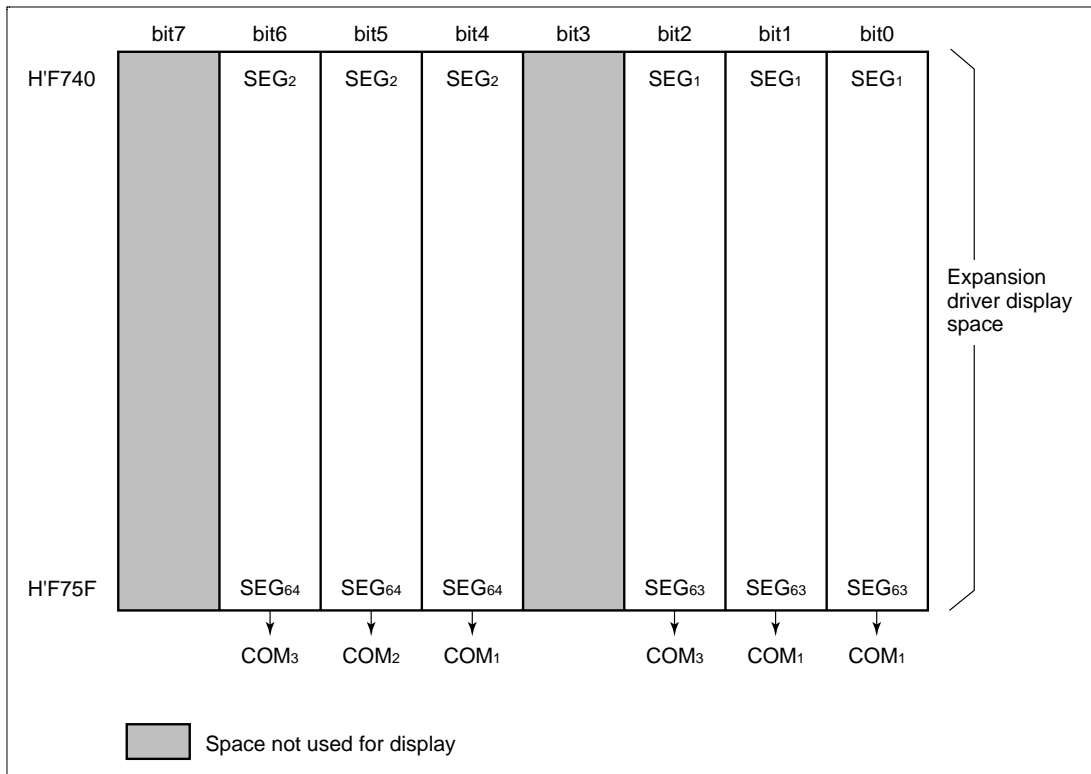 bit7 bit6 bit5 bit4 bit3 bit2 bit1 bit0
H'F740 SEG2 SEG2 SEG2 SEG1 SEG1 SEG1
Expansion
driver display
space
H'F75F SEG64 SEG64 SEG64 SEG63 SEG63 SEG63
COM3 COM2 COM1 COM3 COM1 COM1
Space not used for display